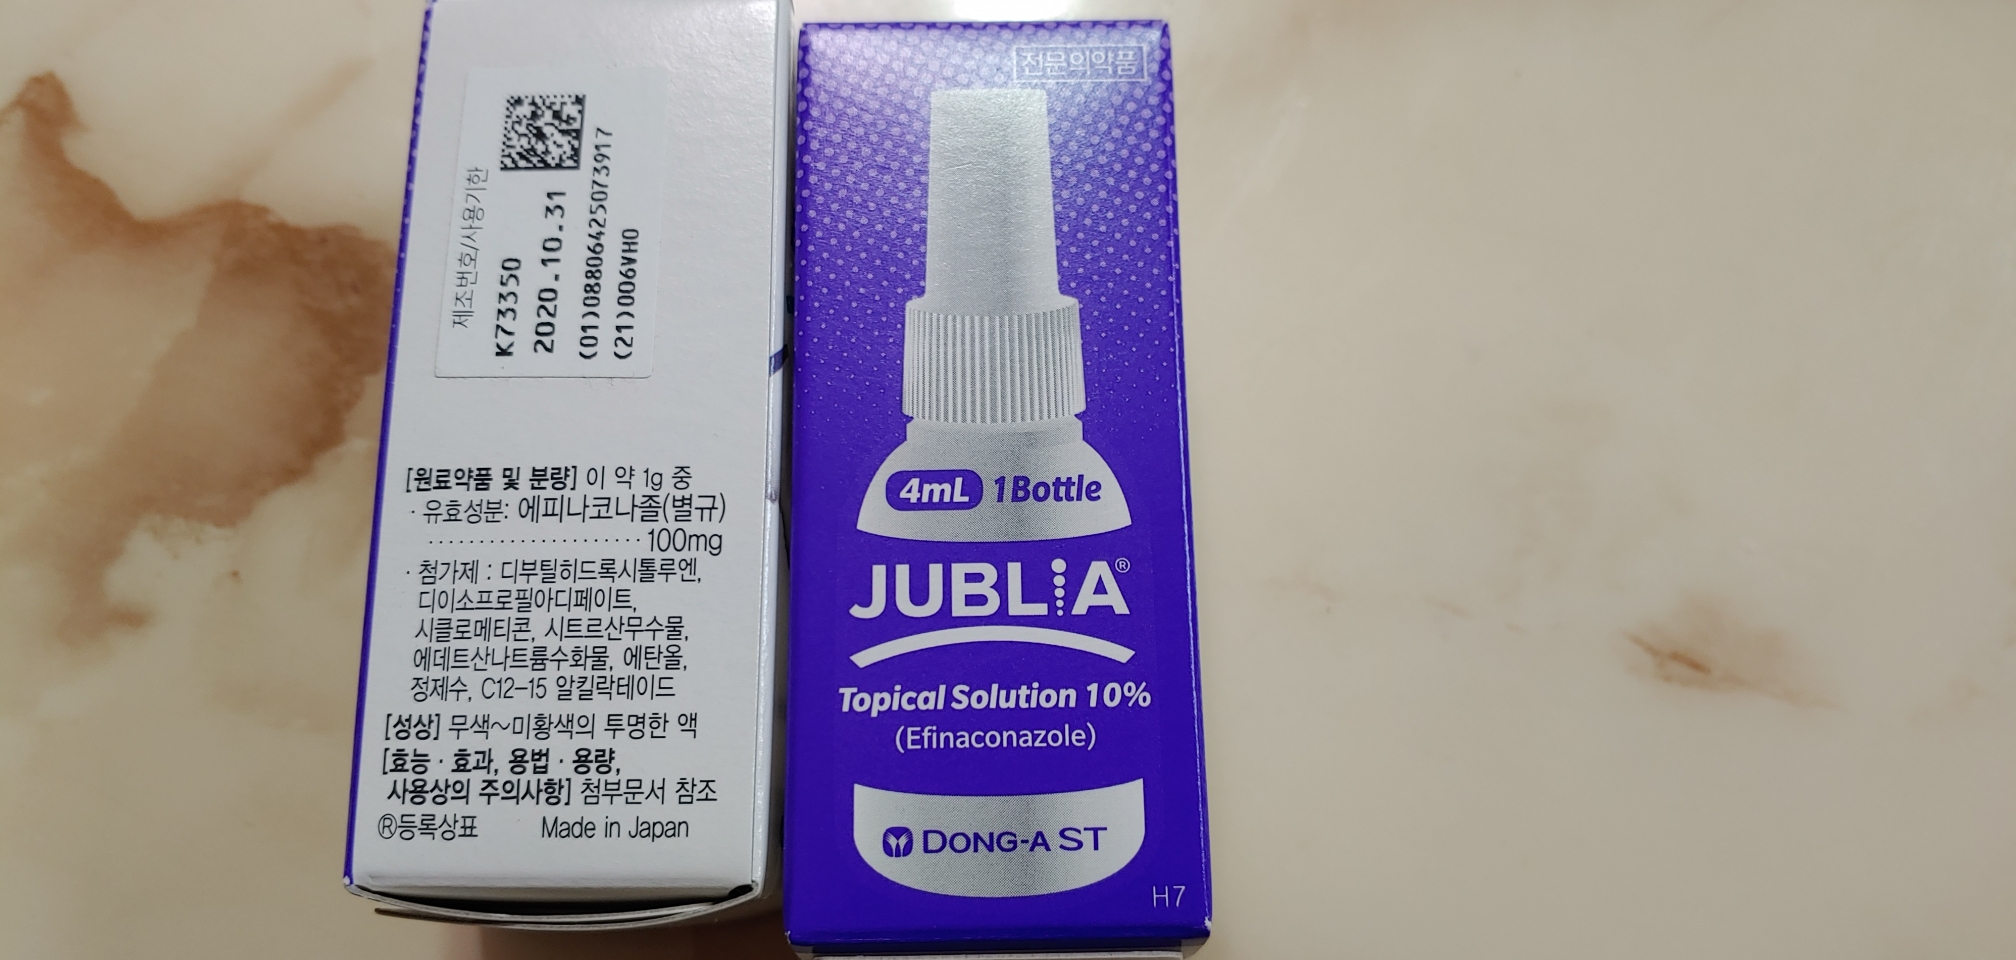 제조번호/사용기한
K73350
2020.10.31
(01)08806425073917
(21)006VH0
[원료약품 및 분량] 이 약 1g 중
· 유효성분: 에피나코나졸(별규)
·····················100mg
· 첨가제 : 디부틸히드록시톨루엔,
디이소프로필아디페이트,
시클로메티콘, 시트르산무수물,
에데트산나트륨수화물, 에탄올,
정제수, C12-15 알킬락테이드
[성상] 무색~미황색의 투명한 액
[효능 · 효과, 용법 · 용량,
사용상의 주의사항] 첨부문서 참조
®등록상표 Made in Japan
전문의약품
4mL 1Bottle
JUBLIA®
Topical Solution 10%
(Efinaconazole)
DONG-A ST
H7